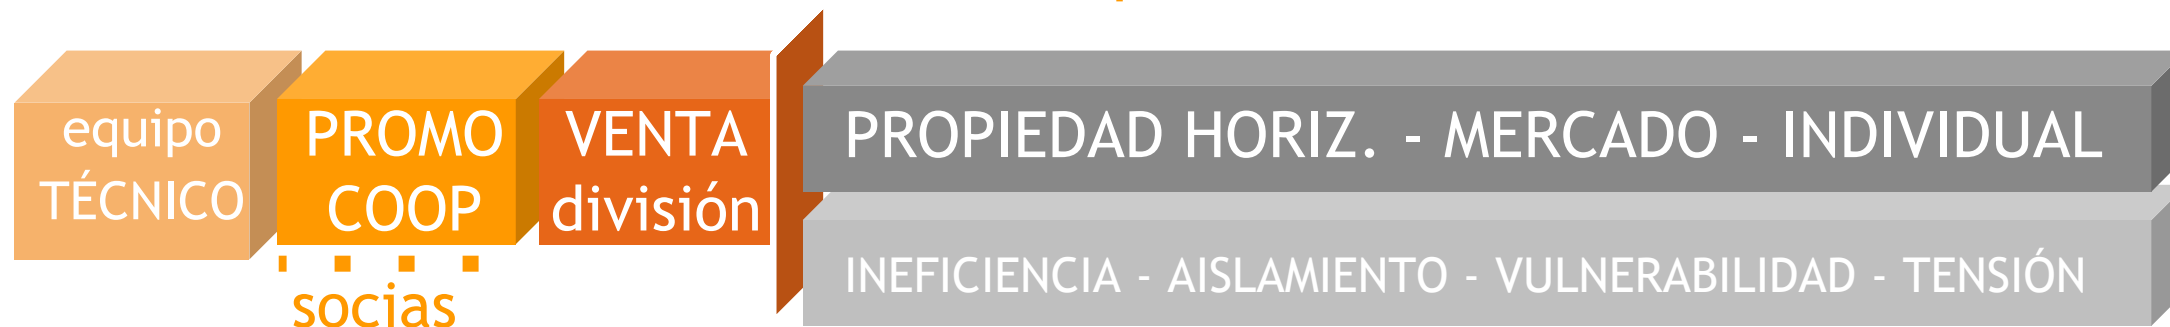 equipo
TÉCNICO
PROMO
COOP
socias
VENTA
división
PROPIEDAD HORIZ. - MERCADO - INDIVIDUAL
INEFICIENCIA - AISLAMIENTO - VULNERABILIDAD - TENSIÓN